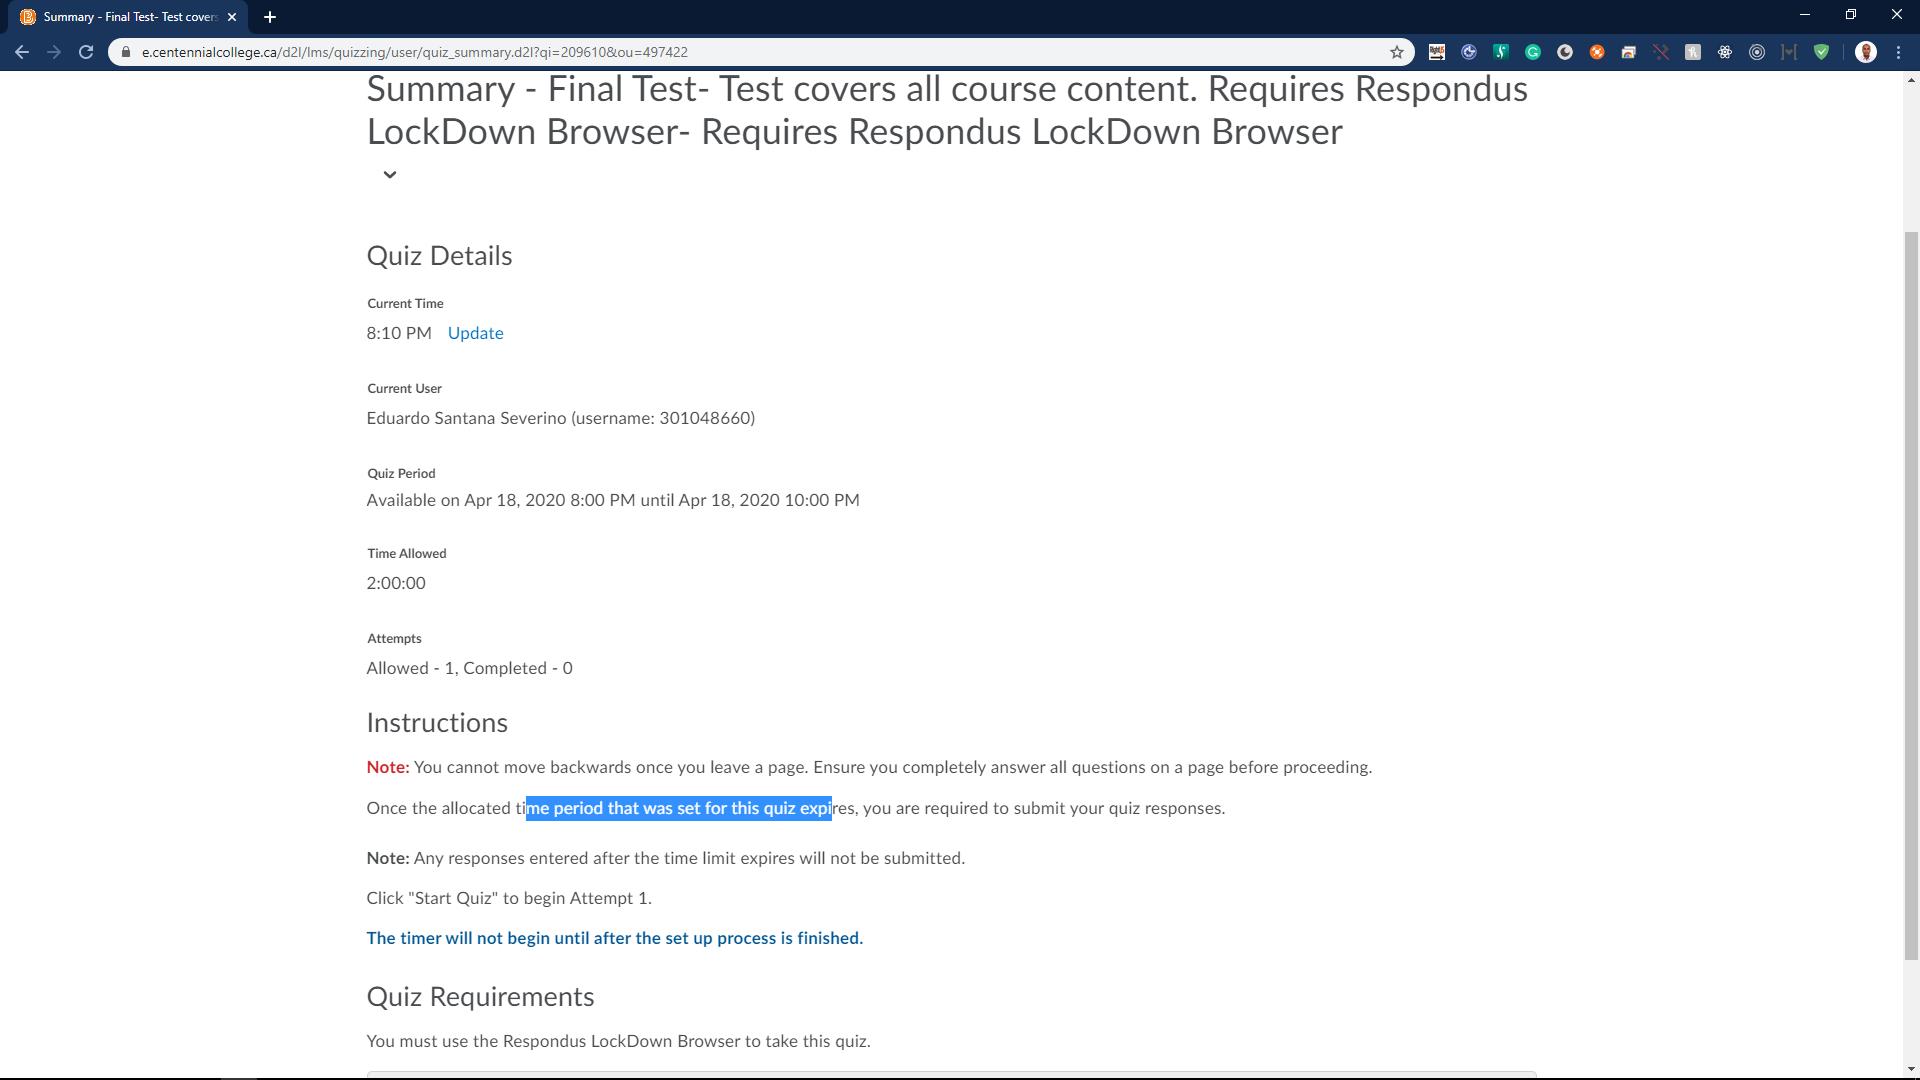 Summary - Final Test- Test covers
e.centennialcollege.ca/d2l/lms/quizzing/user/quiz_summary.d2l?qi=209610&ou=497422
Summary - Final Test- Test covers all course content. Requires Respondus
LockDown Browser- Requires Respondus LockDown Browser
Quiz Details
Current Time
8:10 PM Update
Current User
Eduardo Santana Severino (username: 301048660)
Quiz Period
Available on Apr 18, 2020 8:00 PM until Apr 18, 2020 10:00 PM
Time Allowed
2:00:00
Attempts
Allowed - 1, Completed - 0
Instructions
Note: You cannot move backwards once you leave a page. Ensure you completely answer all questions on a page before proceeding.
Once the allocated time period that was set for this quiz expires, you are required to submit your quiz responses.
Note: Any responses entered after the time limit expires will not be submitted.
Click "Start Quiz" to begin Attempt 1.
The timer will not begin until after the set up process is finished.
Quiz Requirements
You must use the Respondus LockDown Browser to take this quiz.